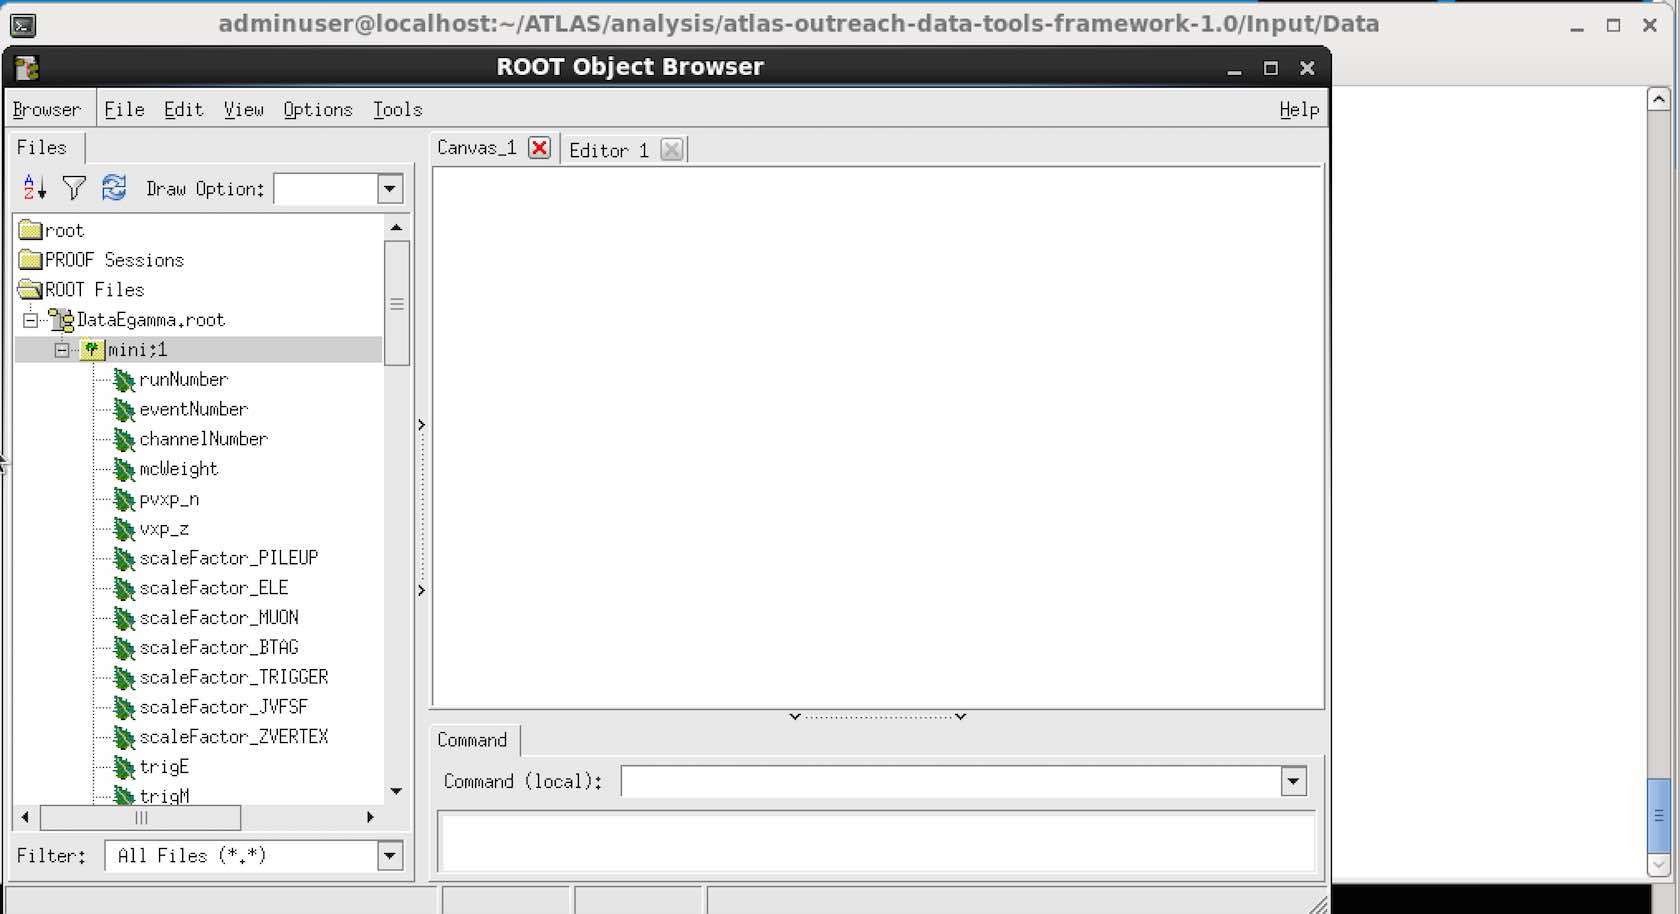 adminuser@localhost:~/ATLAS/analysis/atlas-outreach-data-tools-framework-1.0/Input/Data
ROOT Object Browser
Browser File Edit View Options Tools Help
Files
Canvas_1 Editor 1
Draw Option:
root
PROOF Sessions
ROOT Files
DataEgamma.root
mini;1
runNumber
eventNumber
channelNumber
mcWeight
pvxp_n
vxp_z
scaleFactor_PILEUP
scaleFactor_ELE
scaleFactor_MUON
scaleFactor_BTAG
scaleFactor_TRIGGER
scaleFactor_JVFSF
scaleFactor_ZVERTEX
trigE
trigM
Filter: All Files (*.*)
Command
Command (local):